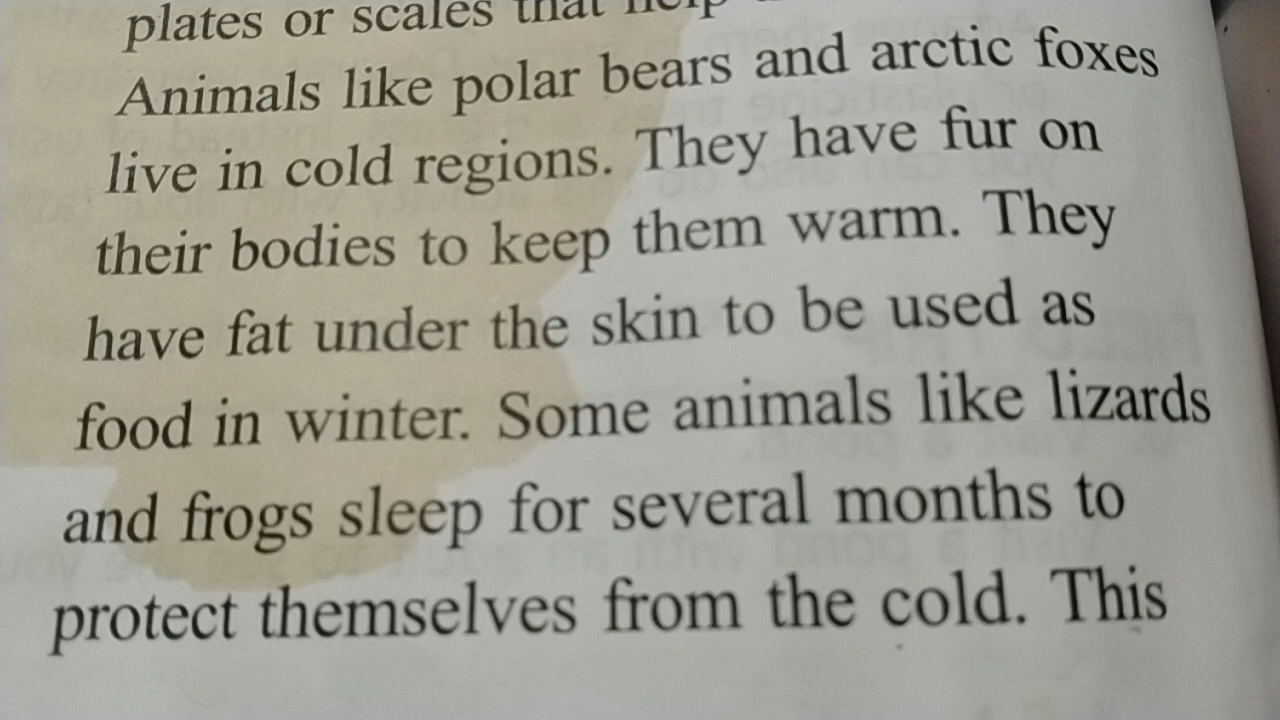 plates or scales that help
Animals like polar bears and arctic foxes
live in cold regions. They have fur on
their bodies to keep them warm. They
have fat under the skin to be used as
food in winter. Some animals like lizards
and frogs sleep for several months to
protect themselves from the cold. This